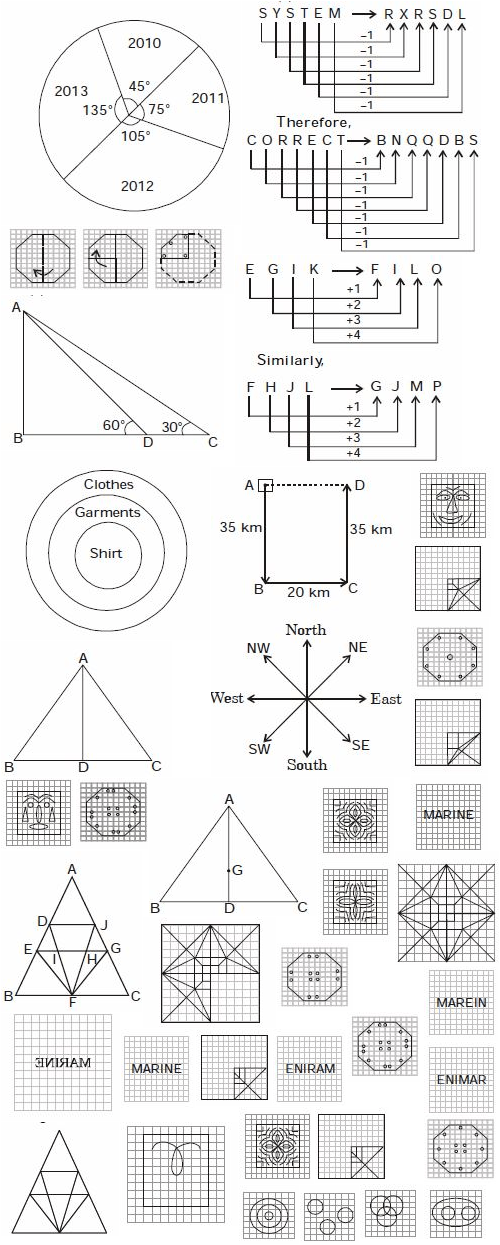 2010
2013
45°
2011
135°
75°
105°
2012
S Y S T E M → R X R S D L
–1
–1
–1
–1
–1
–1
Therefore,
C O R R E C T → B N Q Q D B S
–1
–1
–1
–1
–1
–1
–1
E G I K → F I L O
+1
+2
+3
+4
Similarly,
F H J L → G J M P
+1
+2
+3
+4
A
60°
30°
B D C
Clothes
Garments
Shirt
A D
35 km
35 km
B C
20 km
North
NW NE
West East
SW SE
South
A
B D C
A
G
B D C
MARINE
A
D J
E G
I H
B F C
MAREIN
MARINE
MARINE
ENIRAM
ENIMAR